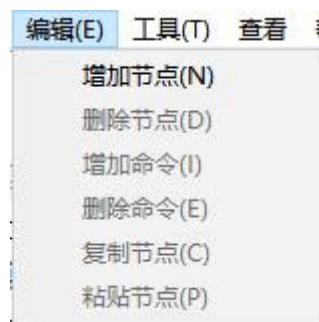 编辑(E) 工具(T) 查看
增加节点(N)
删除节点(D)
增加命令(I)
删除命令(E)
复制节点(C)
粘贴节点(P)